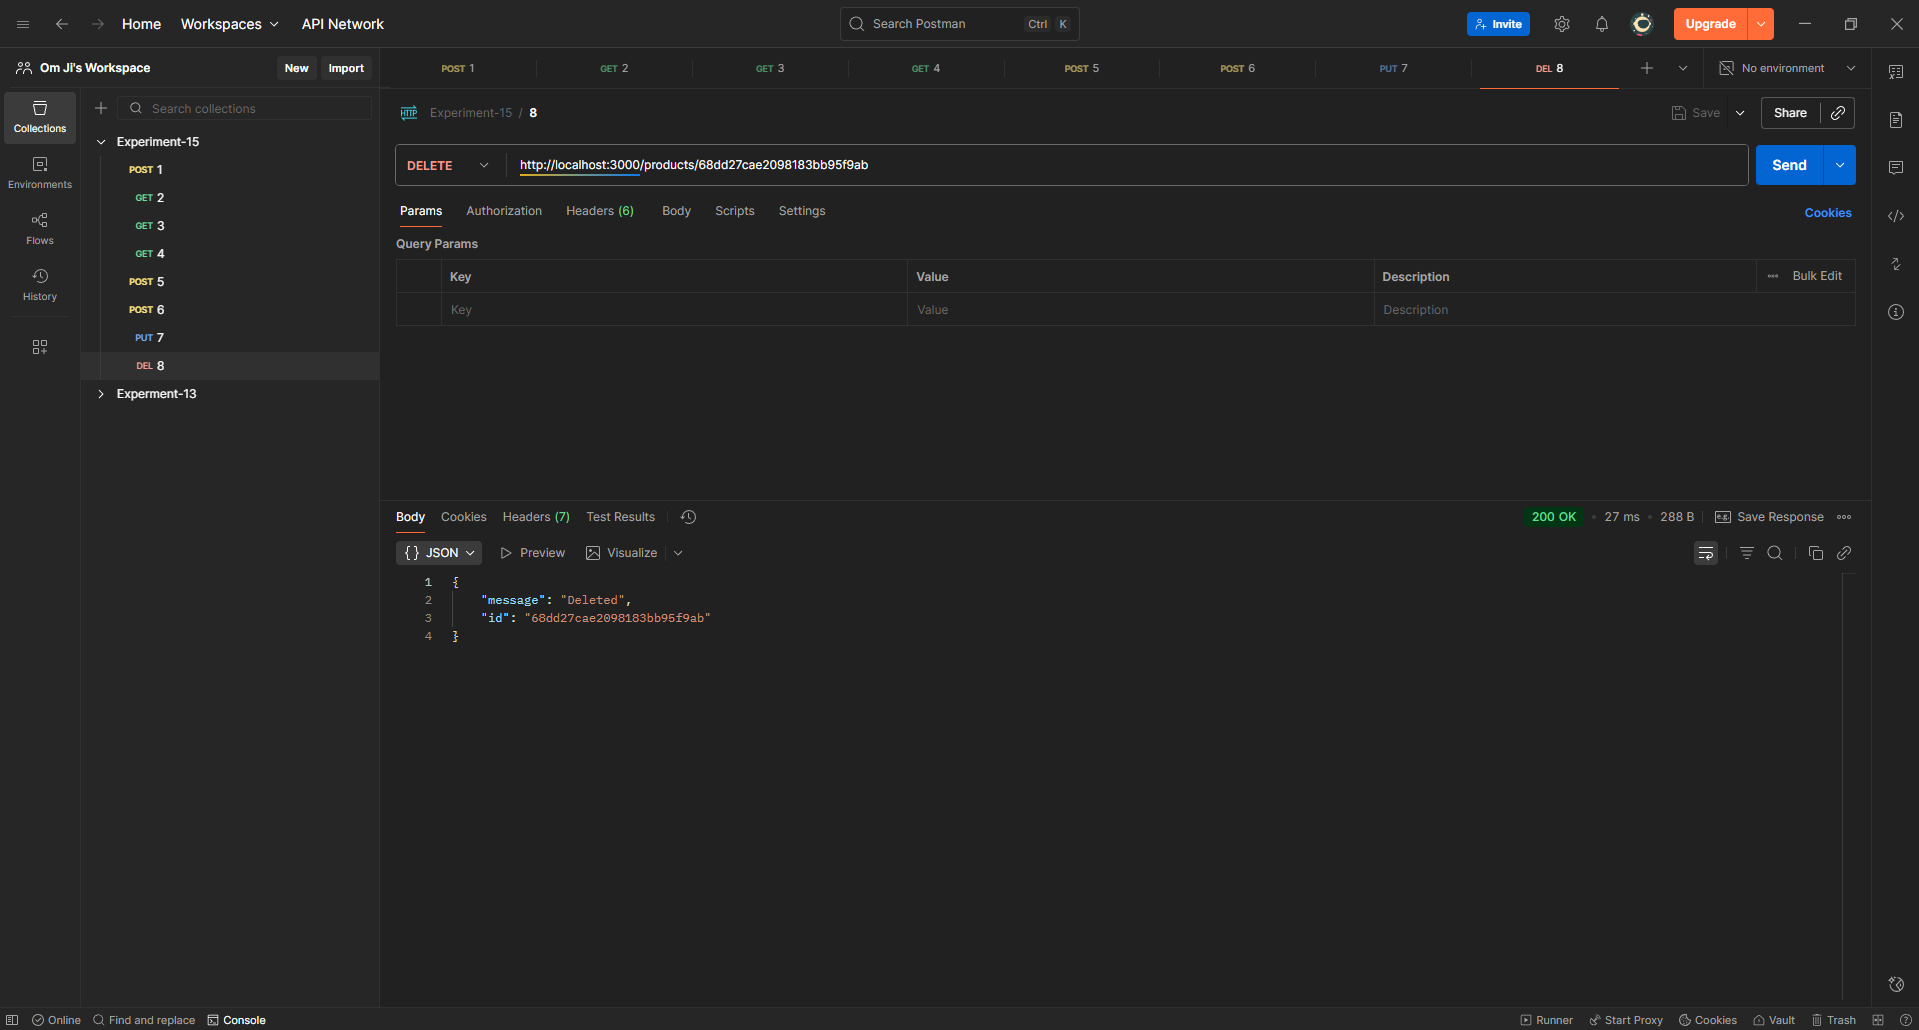 Home Workspaces API Network Search Postman Ctrl K Invite Upgrade
Om Ji's Workspace New Import POST 1 GET 2 GET 3 GET 4 POST 5 POST 6 PUT 7 DEL 8 No environment
Search collections
Collections
Environments
Flows
History
Experiment-15
POST 1
GET 2
GET 3
GET 4
POST 5
POST 6
PUT 7
DEL 8
Experment-13
HTTP Experiment-15 / 8 Save Share
DELETE http://localhost:3000/products/68dd27cae2098183bb95f9ab Send
Params Authorization Headers (6) Body Scripts Settings Cookies
Query Params
Key Value Description Bulk Edit
Key Value Description
Body Cookies Headers (7) Test Results 200 OK 27 ms 288 B e.g. Save Response
{} JSON Preview Visualize
1 {
2 "message": "Deleted",
3 "id": "68dd27cae2098183bb95f9ab"
4 }
Online Find and replace Console Runner Start Proxy Cookies Vault Trash